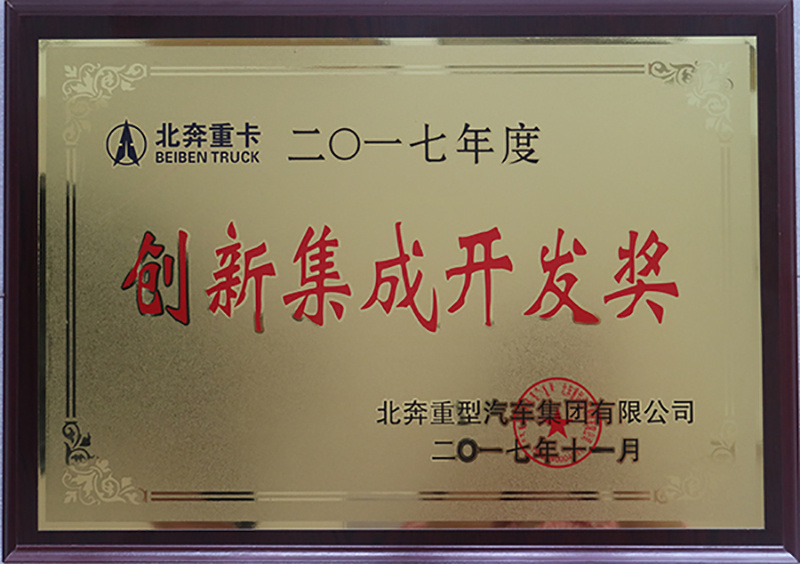 北奔重卡 二〇一七年度
BEIBEN TRUCK
创新集成开发奖
北奔重型汽车集团有限公司
二〇一七年十一月